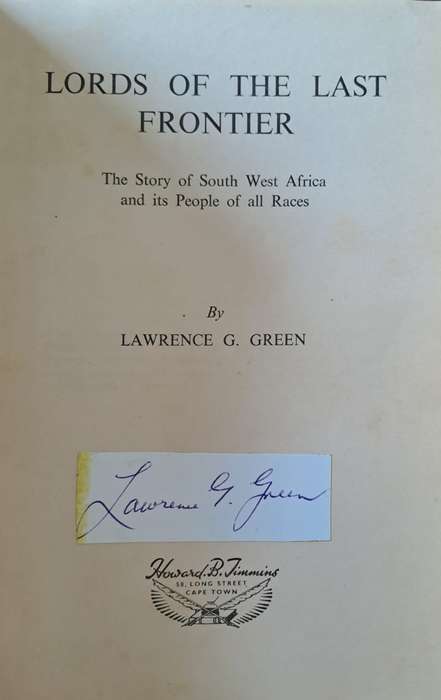 LORDS OF THE LAST
FRONTIER
The Story of South West Africa
and its People of all Races
By
LAWRENCE G. GREEN
Lawrence G. Green
Howard. B. Timmins
58, LONG STREET
CAPE TOWN